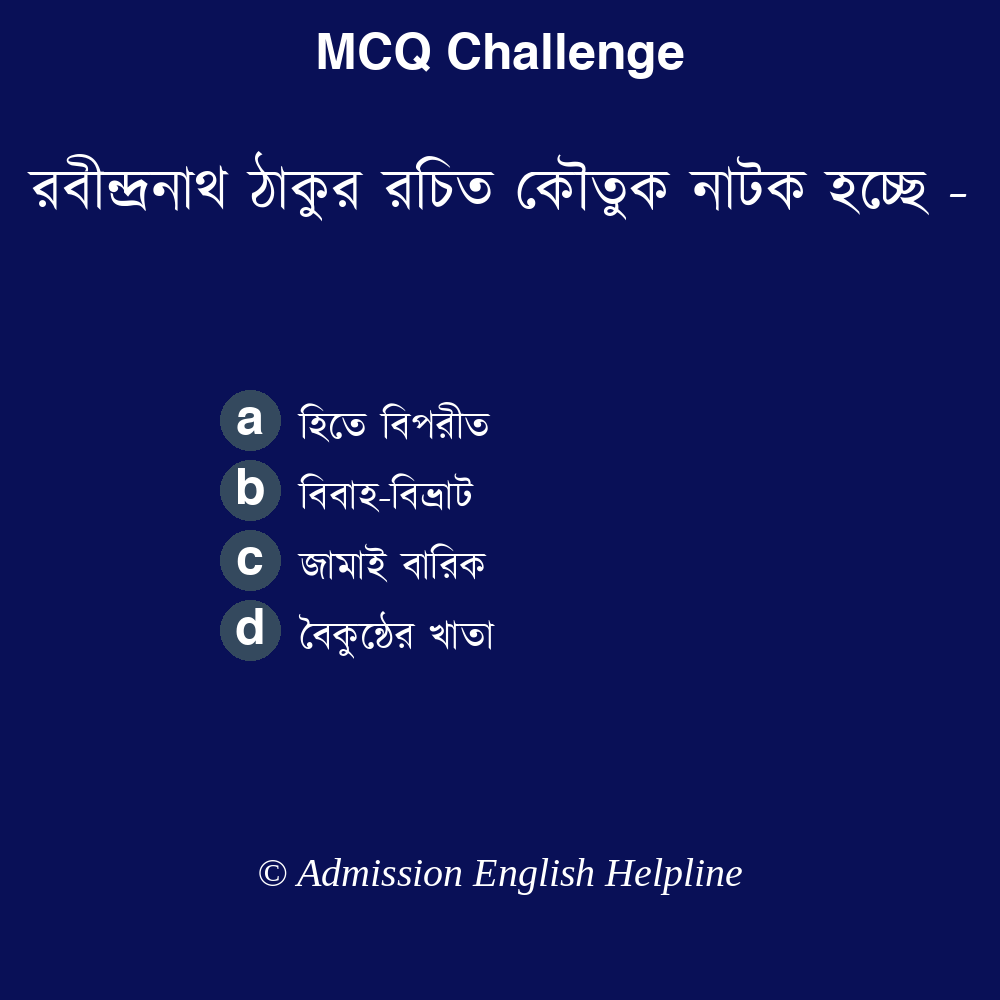 MCQ Challenge
রবীন্দ্রনাথ ঠাকুর রচিত কৌতুক নাটক হচ্ছে -
a হিতে বিপরীত
b বিবাহ-বিভ্রাট
c জামাই বারিক
d বৈকুন্ঠের খাতা
© Admission English Helpline